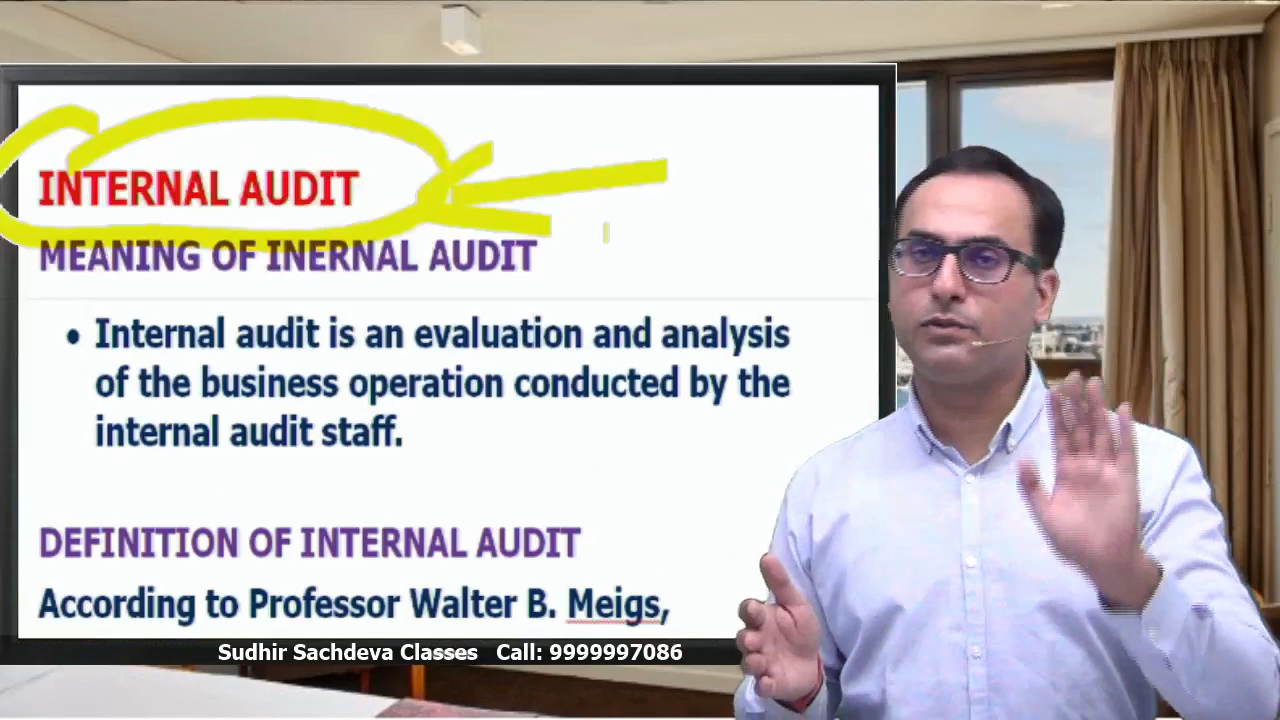 INTERNAL AUDIT
MEANING OF INERNAL AUDIT
• Internal audit is an evaluation and analysis
of the business operation conducted by the
internal audit staff.
DEFINITION OF INTERNAL AUDIT
According to Professor Walter B. Meigs,
Sudhir Sachdeva Classes Call: 9999997086